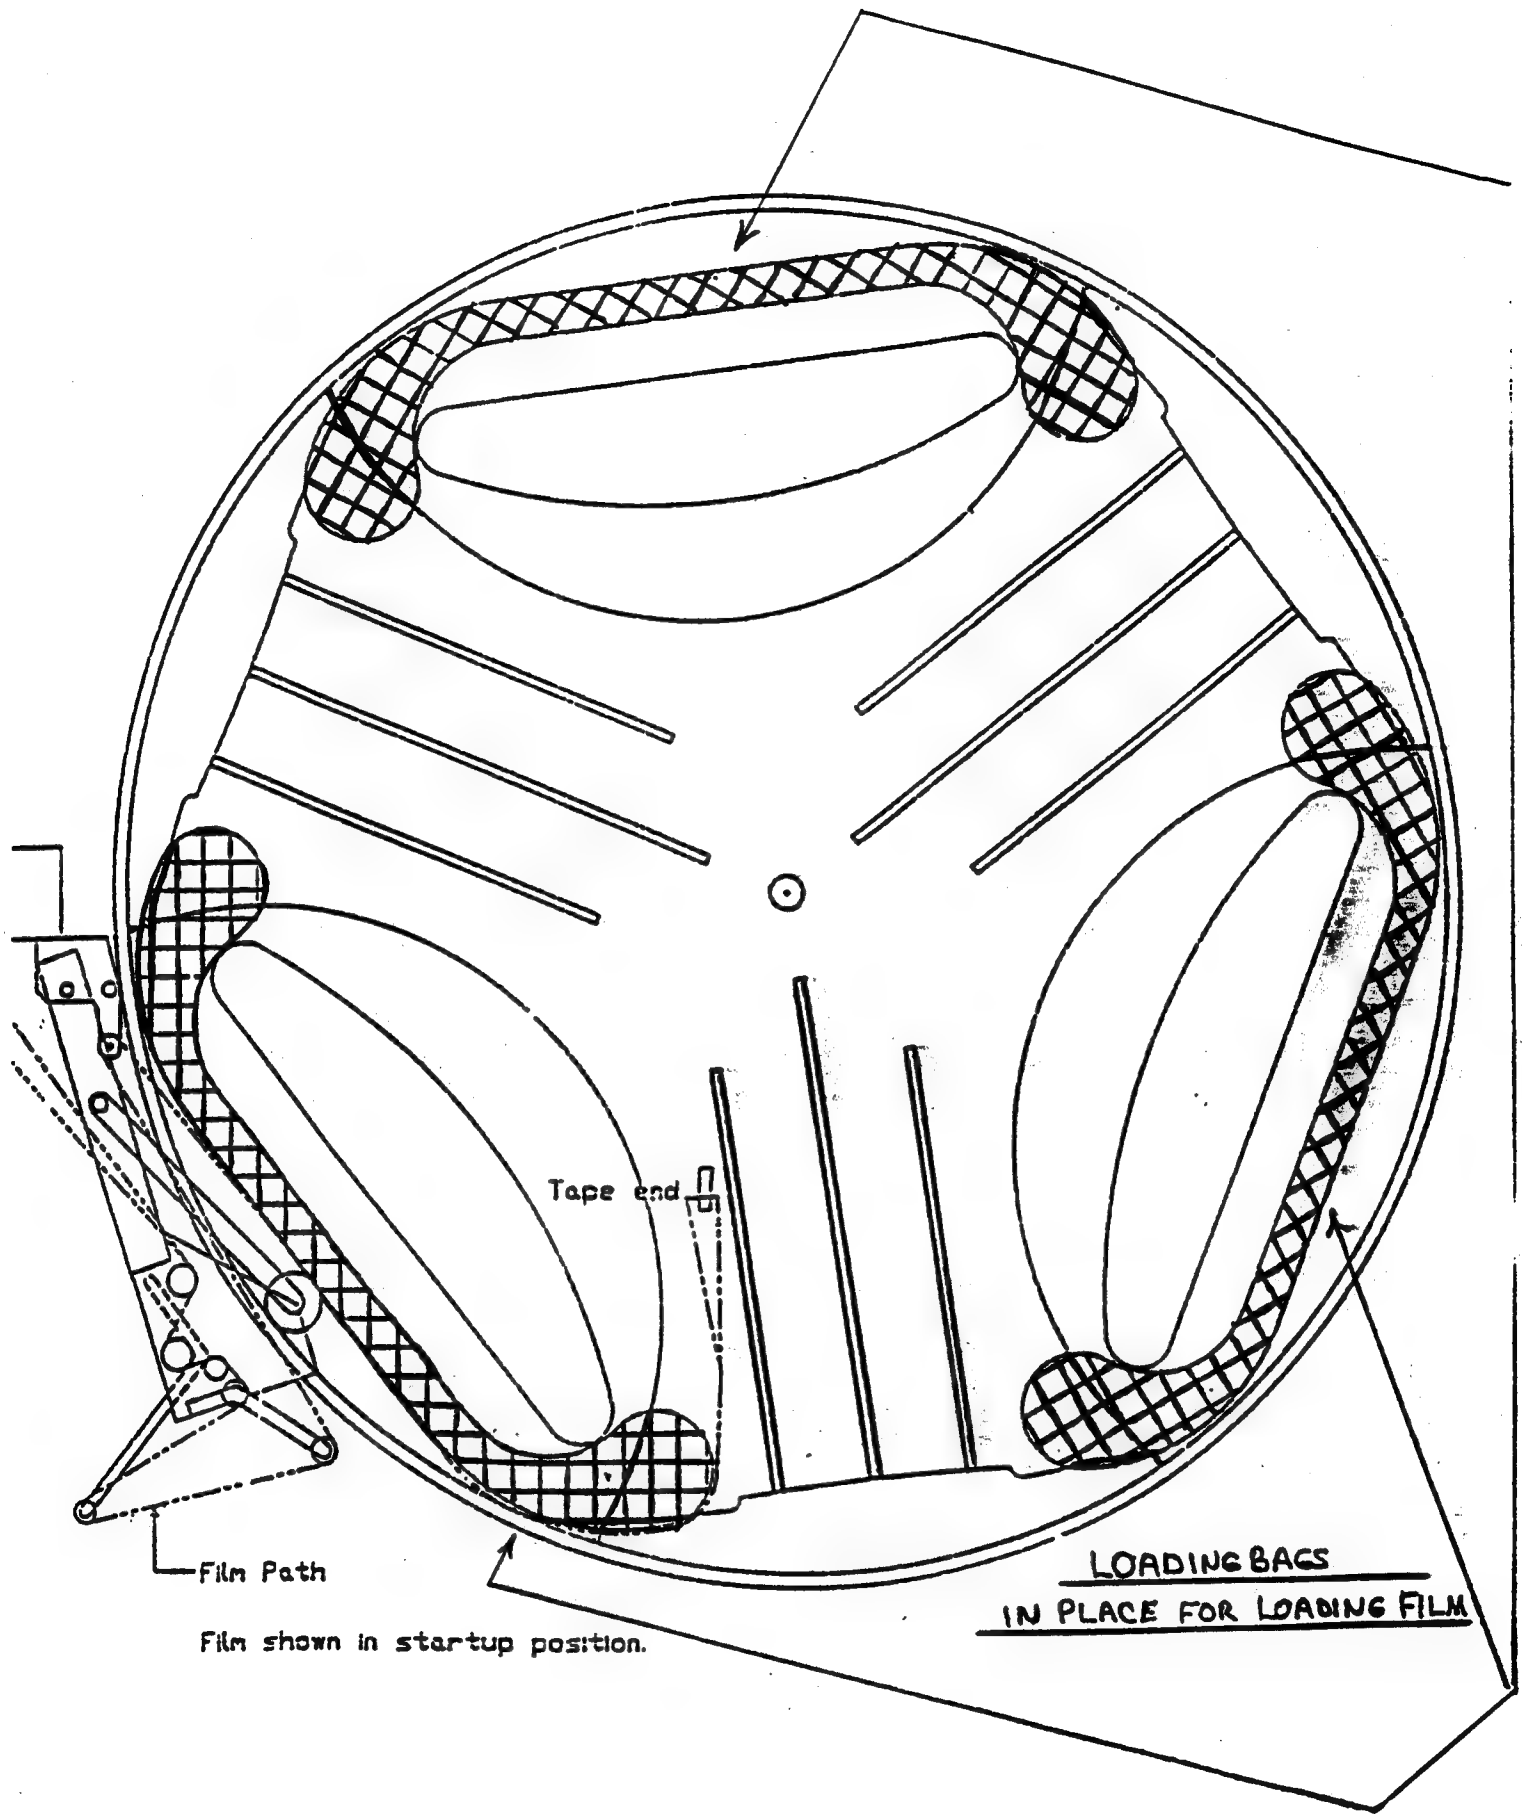 Tape end
Film Path
Film shown in startup position.
LOADING BAGS
IN PLACE FOR LOADING FILM